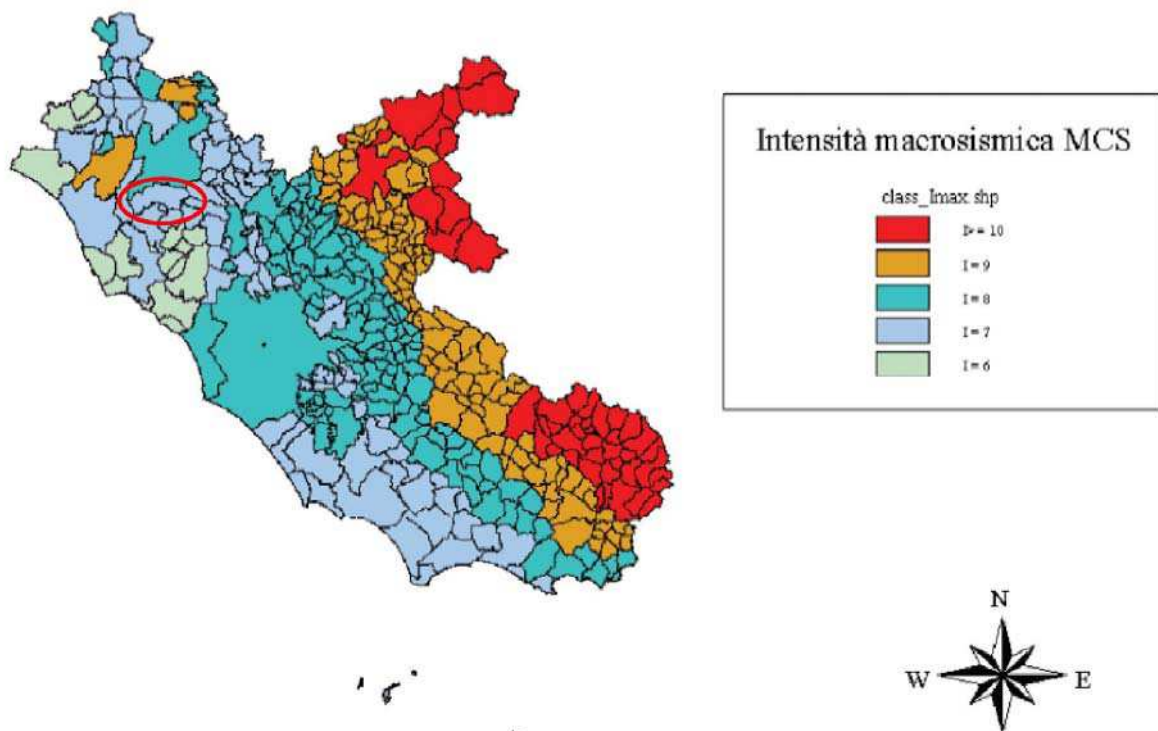 Intensità macrosismica MCS
class_Imax shp
I>= 10
I = 9
I = 8
I = 7
I = 6
N
W E
S